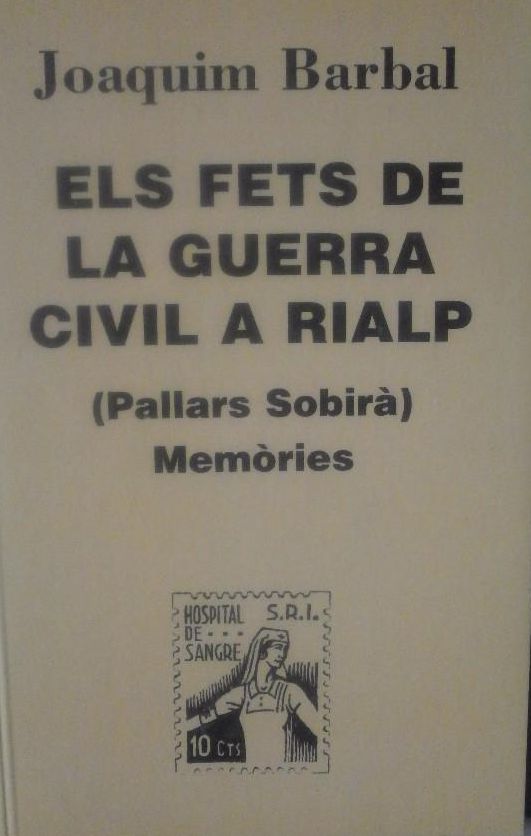 Joaquim Barbal
ELS FETS DE
LA GUERRA
CIVIL A RIALP
(Pallars Sobirà)
Memòries
HOSPITAL S.R.I.
DE...
SANGRE
10 CTS